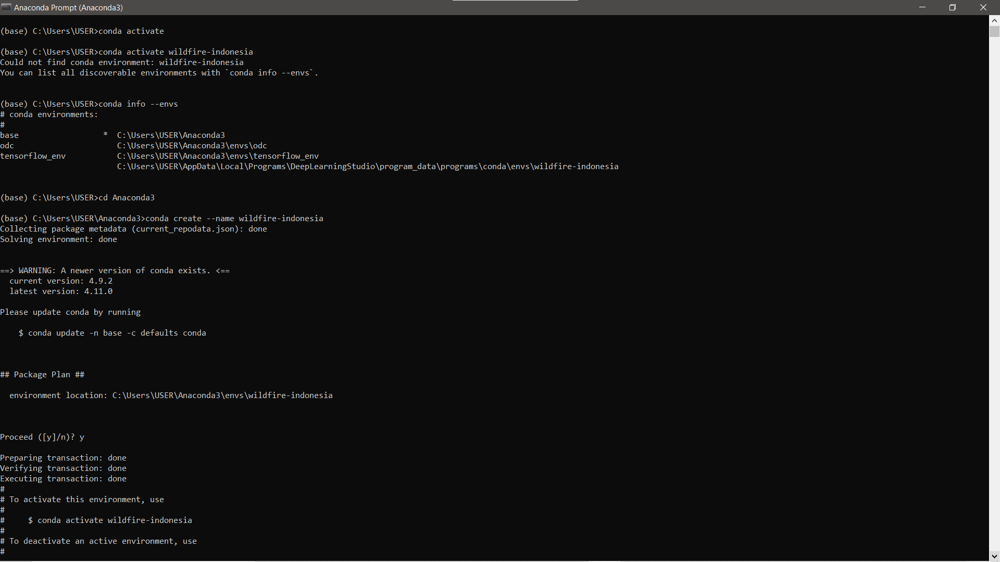 Anaconda Prompt (Anaconda3)
(base) C:\Users\USER>conda activate
(base) C:\Users\USER>conda activate wildfire-indonesia
Could not find conda environment: wildfire-indonesia
You can list all discoverable environments with `conda info --envs`.
(base) C:\Users\USER>conda info --envs
# conda environments:
#
base                  *  C:\Users\USER\Anaconda3
odc                      C:\Users\USER\Anaconda3\envs\odc
tensorflow_env           C:\Users\USER\Anaconda3\envs\tensorflow_env
                         C:\Users\USER\AppData\Local\Programs\DeepLearningStudio\program_data\programs\conda\envs\wildfire-indonesia
(base) C:\Users\USER>cd Anaconda3
(base) C:\Users\USER\Anaconda3>conda create --name wildfire-indonesia
Collecting package metadata (current_repodata.json): done
Solving environment: done
==> WARNING: A newer version of conda exists. <==
  current version: 4.9.2
  latest version: 4.11.0
Please update conda by running
    $ conda update -n base -c defaults conda
## Package Plan ##
  environment location: C:\Users\USER\Anaconda3\envs\wildfire-indonesia
Proceed ([y]/n)? y
Preparing transaction: done
Verifying transaction: done
Executing transaction: done
#
# To activate this environment, use
#
#     $ conda activate wildfire-indonesia
#
# To deactivate an active environment, use
#